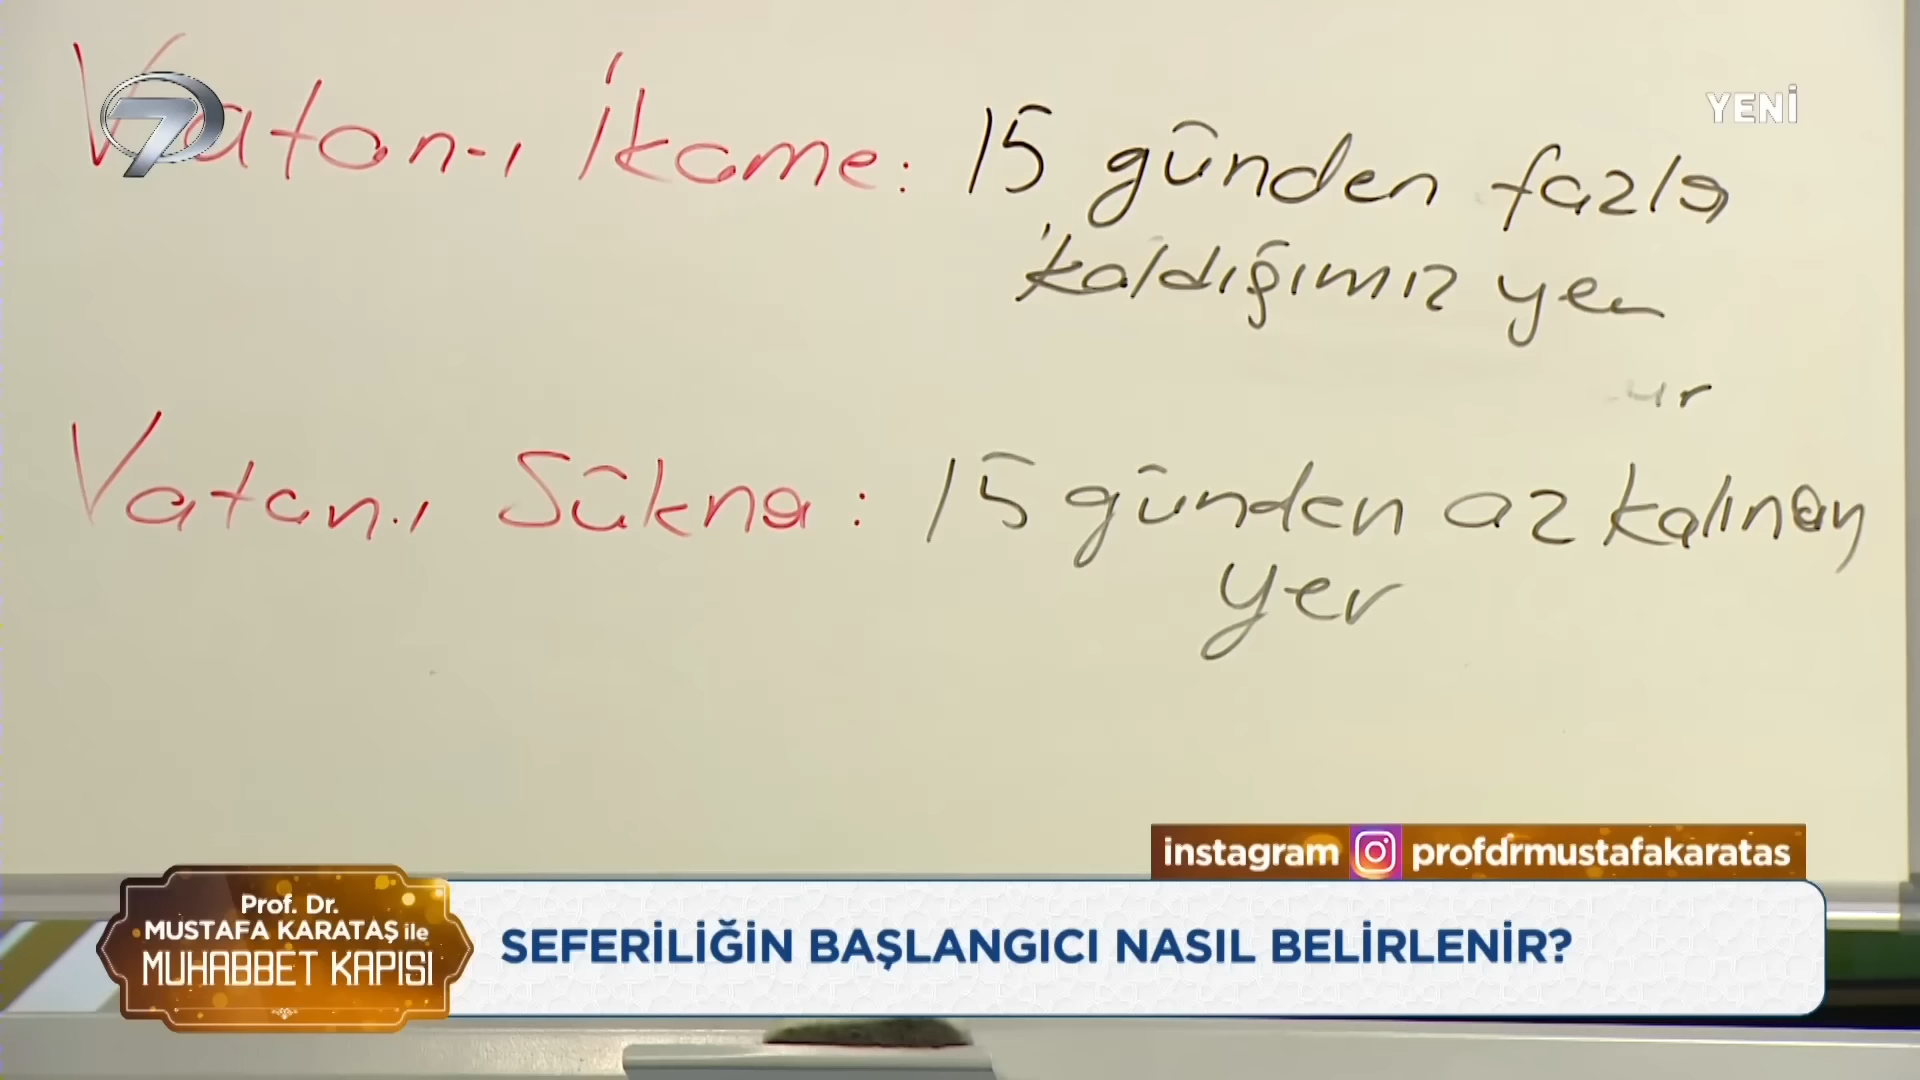 Vatan-ı İkame: 15 günden fazla
kaldığımız yer
Vatan-ı Sükna: 15 günden az kalınan
yer
7
YENİ
instagram profdrmustafakaratas
Prof. Dr.
MUSTAFA KARATAŞ ile
MUHABBET KAPISI
SEFERİLİĞİN BAŞLANGICI NASIL BELİRLENİR?